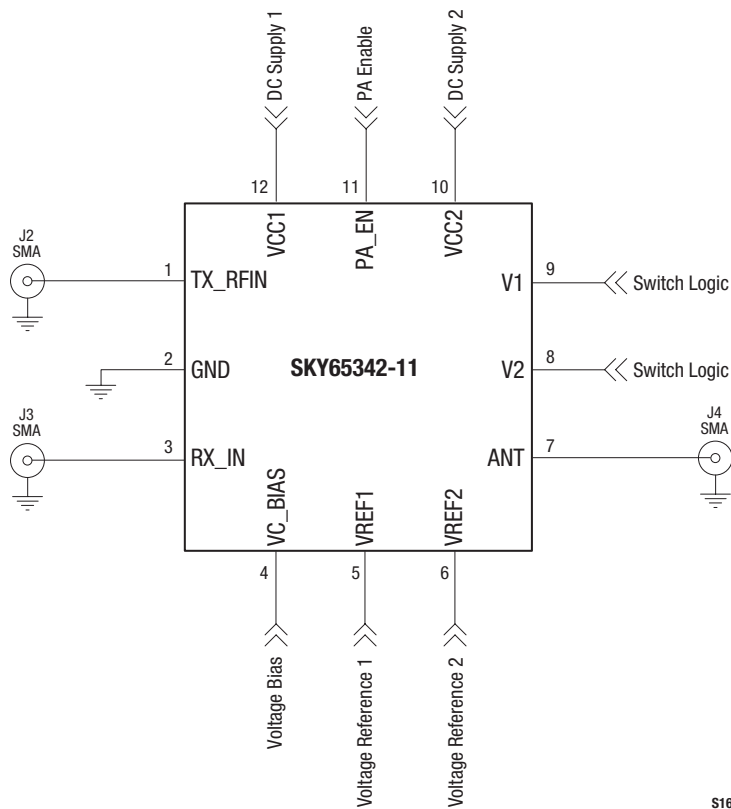 DC Supply 1
PA Enable
DC Supply 2
12
11
10
VCC1
PA_EN
VCC2
J2
SMA
1
TX_RFIN
V1
9
Switch Logic
2
GND
SKY65342-11
V2
8
Switch Logic
J3
SMA
3
RX_IN
ANT
7
J4
SMA
VC_BIAS
VREF1
VREF2
4
5
6
Voltage Bias
Voltage Reference 1
Voltage Reference 2
S16